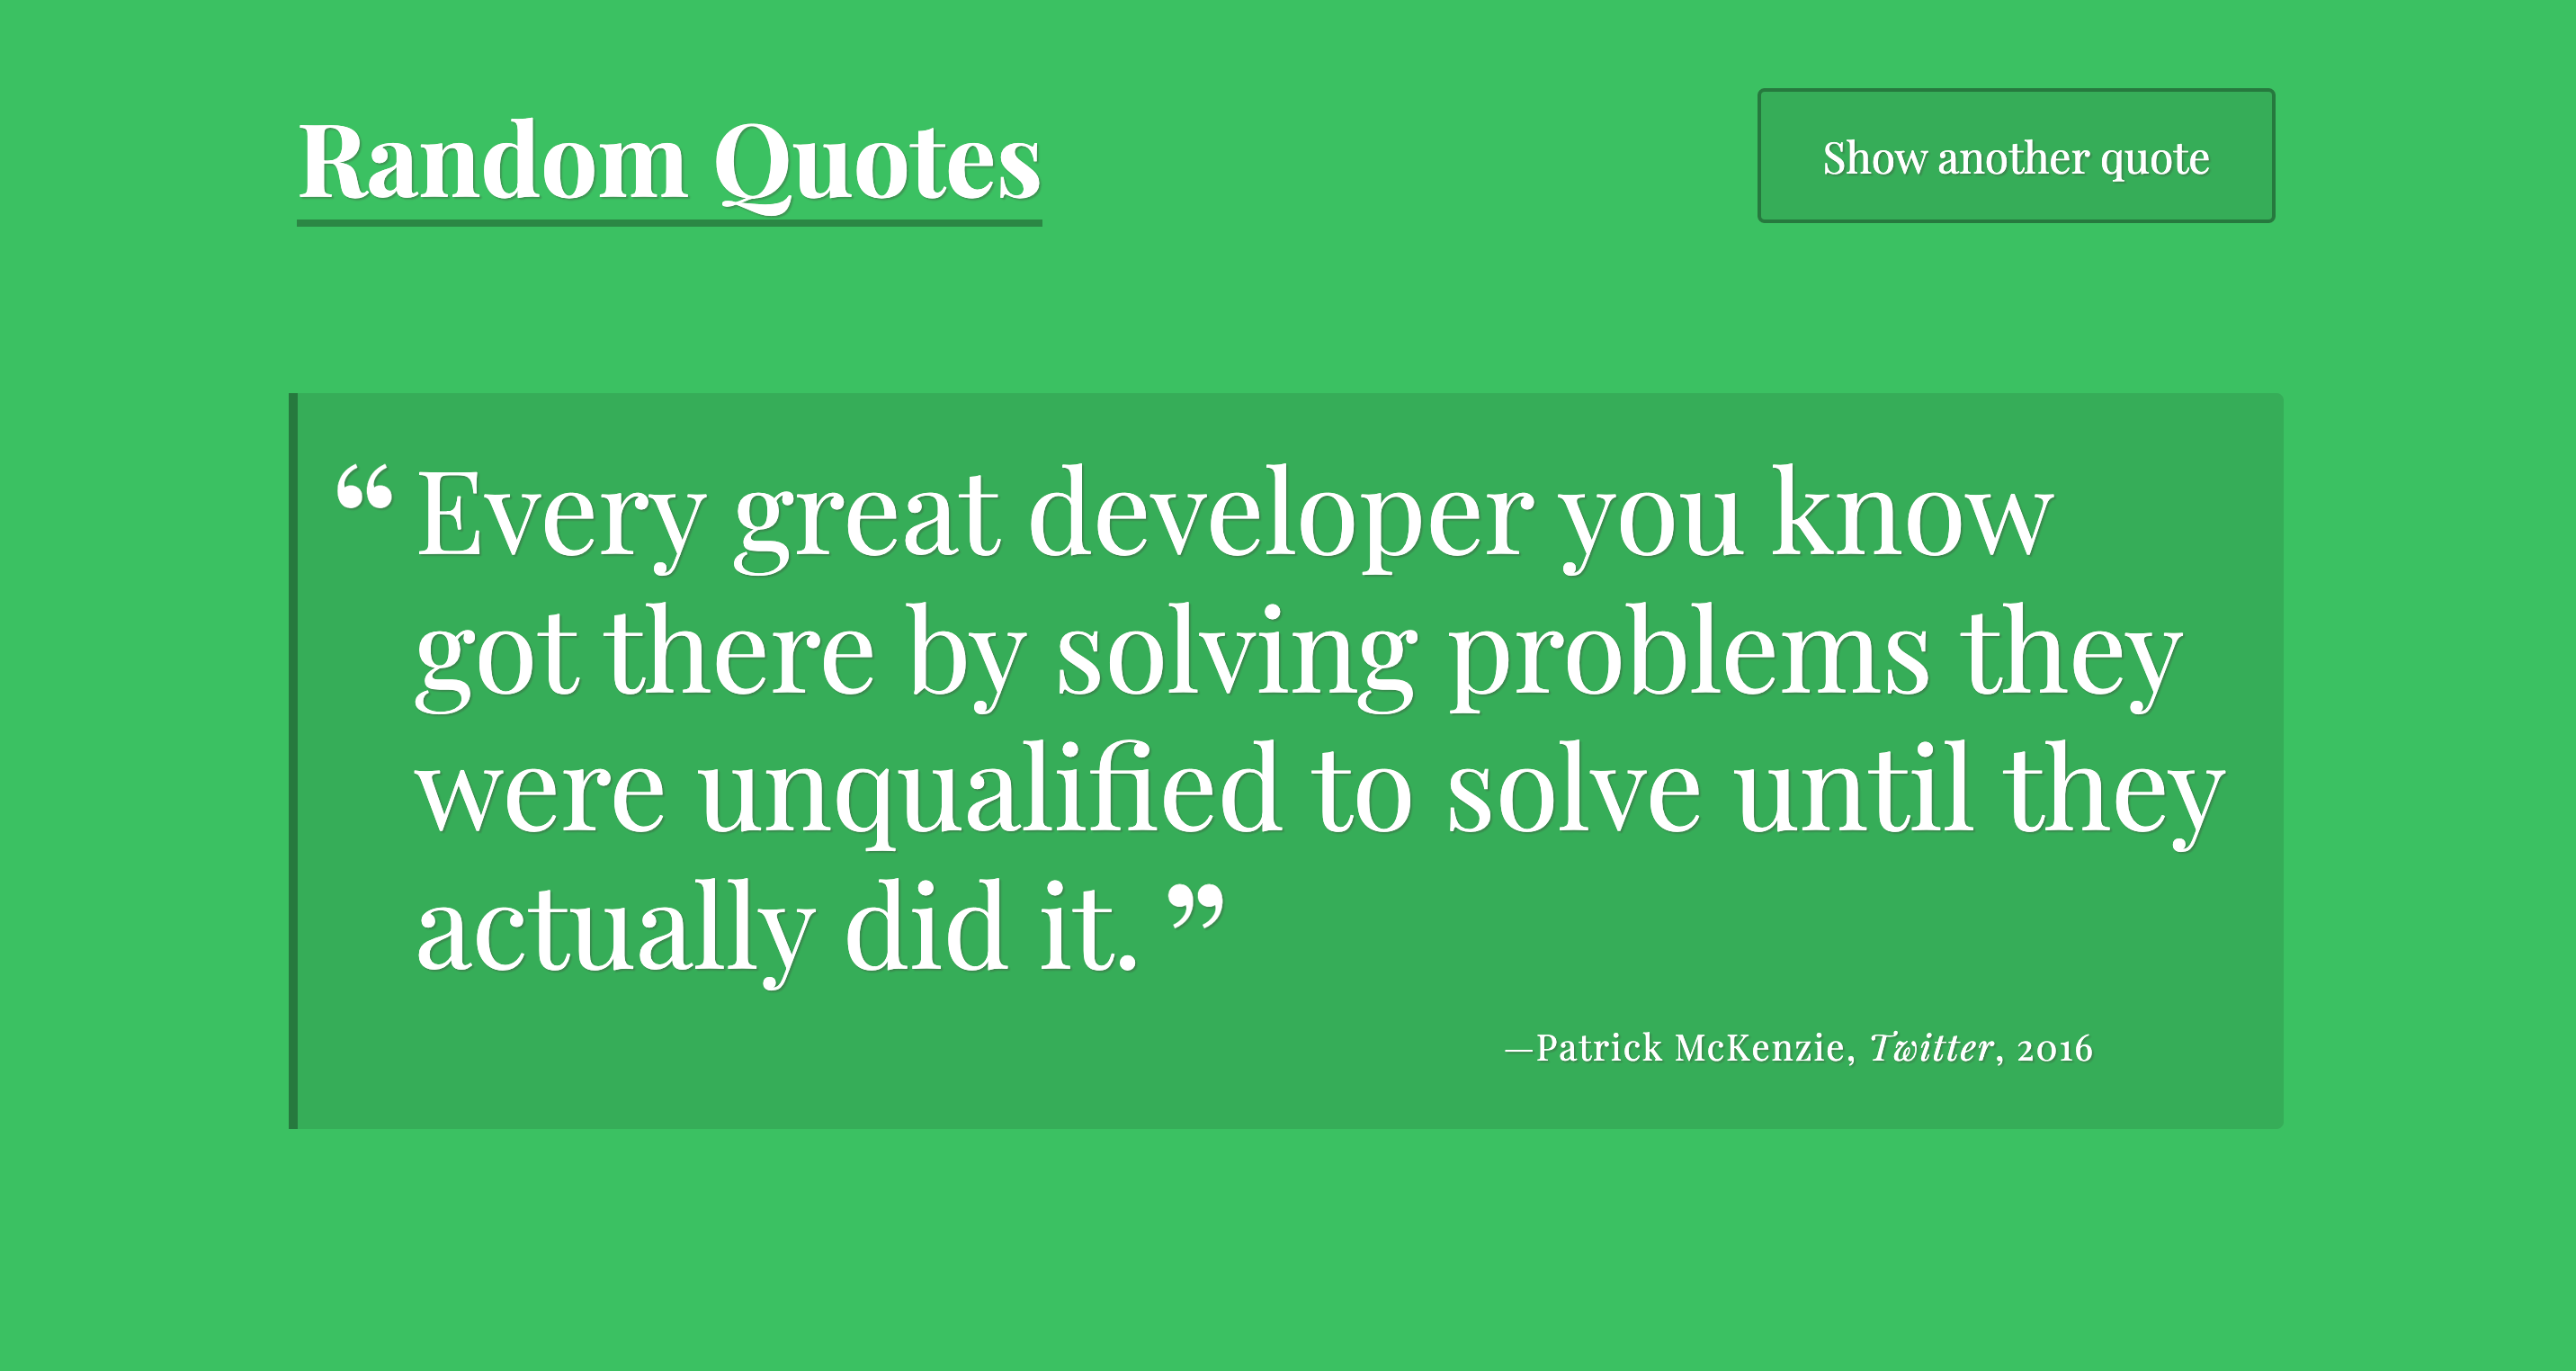 Random Quotes
Show another quote
“ Every great developer you know
got there by solving problems they
were unqualified to solve until they
actually did it. ”
—Patrick McKenzie, Twitter, 2016